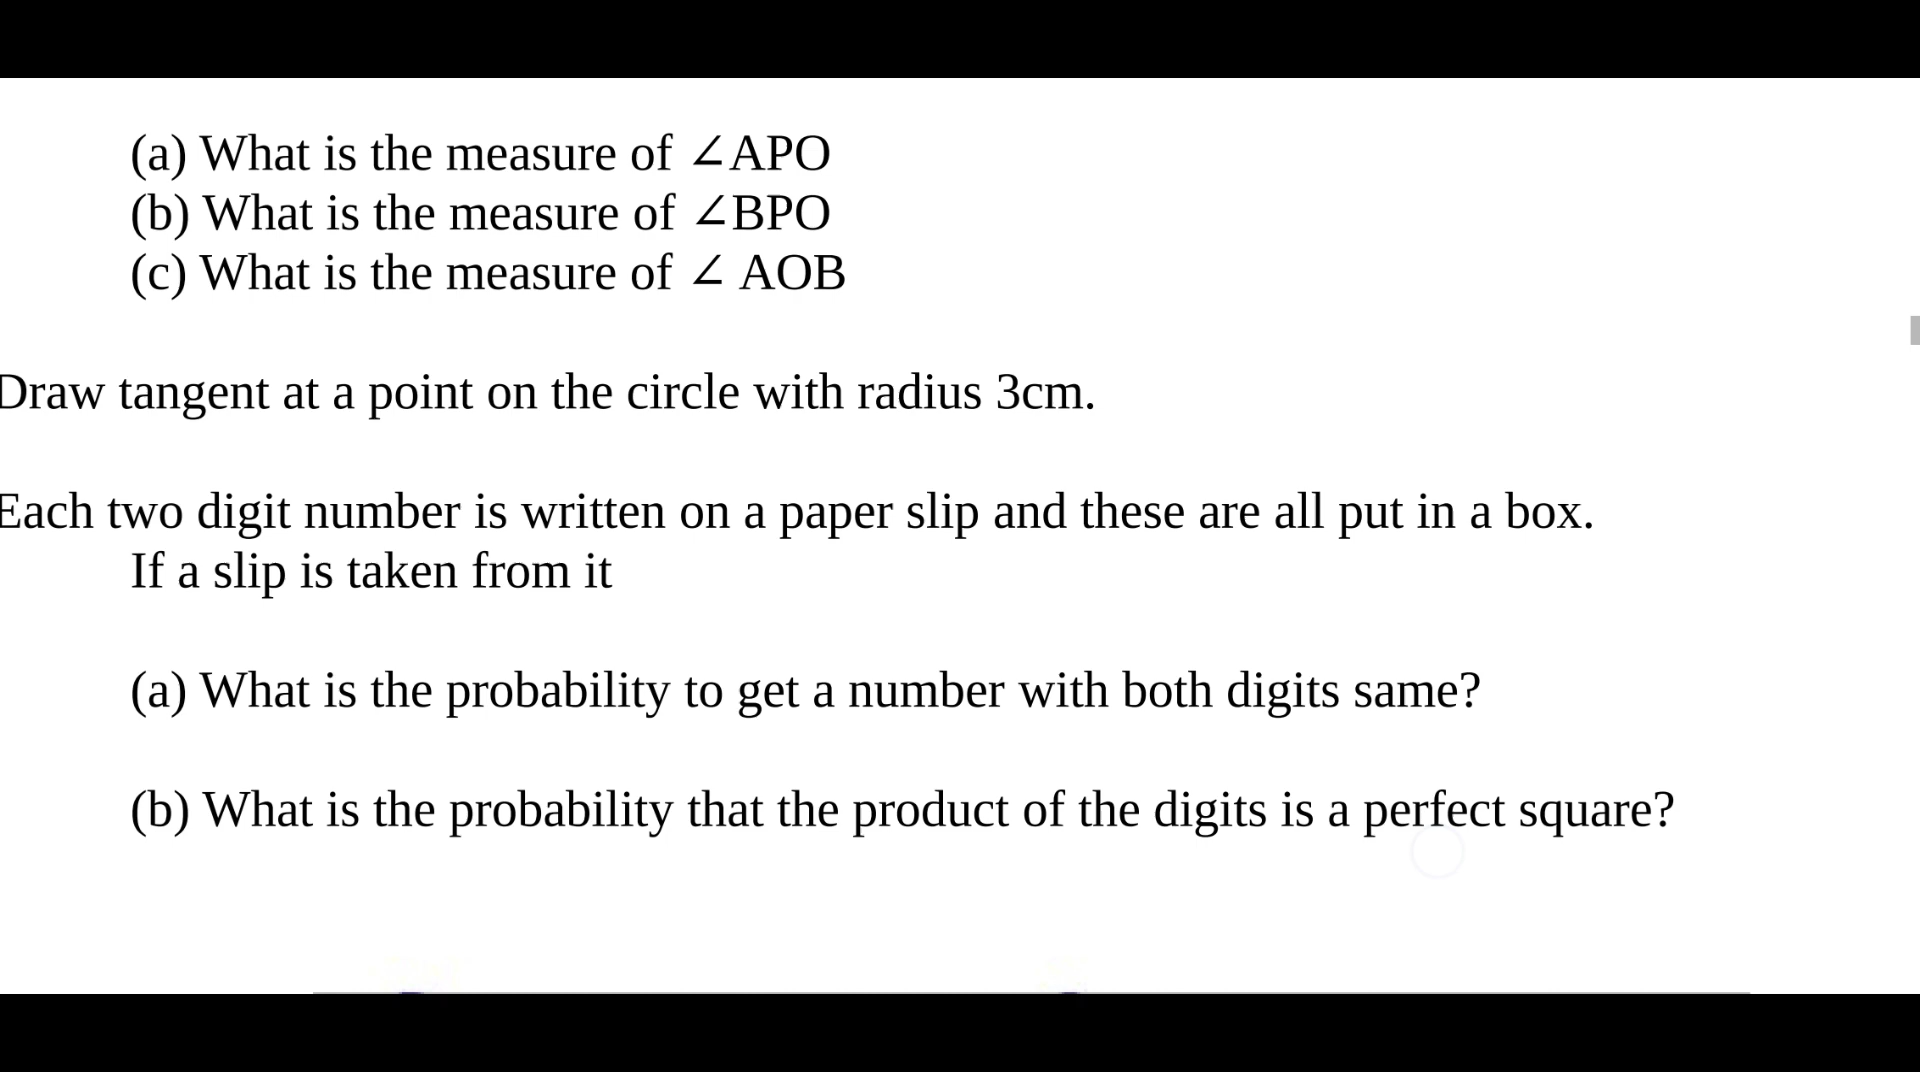 (a) What is the measure of ∠APO
(b) What is the measure of ∠BPO
(c) What is the measure of ∠ AOB
Draw tangent at a point on the circle with radius 3cm.
Each two digit number is written on a paper slip and these are all put in a box.
If a slip is taken from it
(a) What is the probability to get a number with both digits same?
(b) What is the probability that the product of the digits is a perfect square?